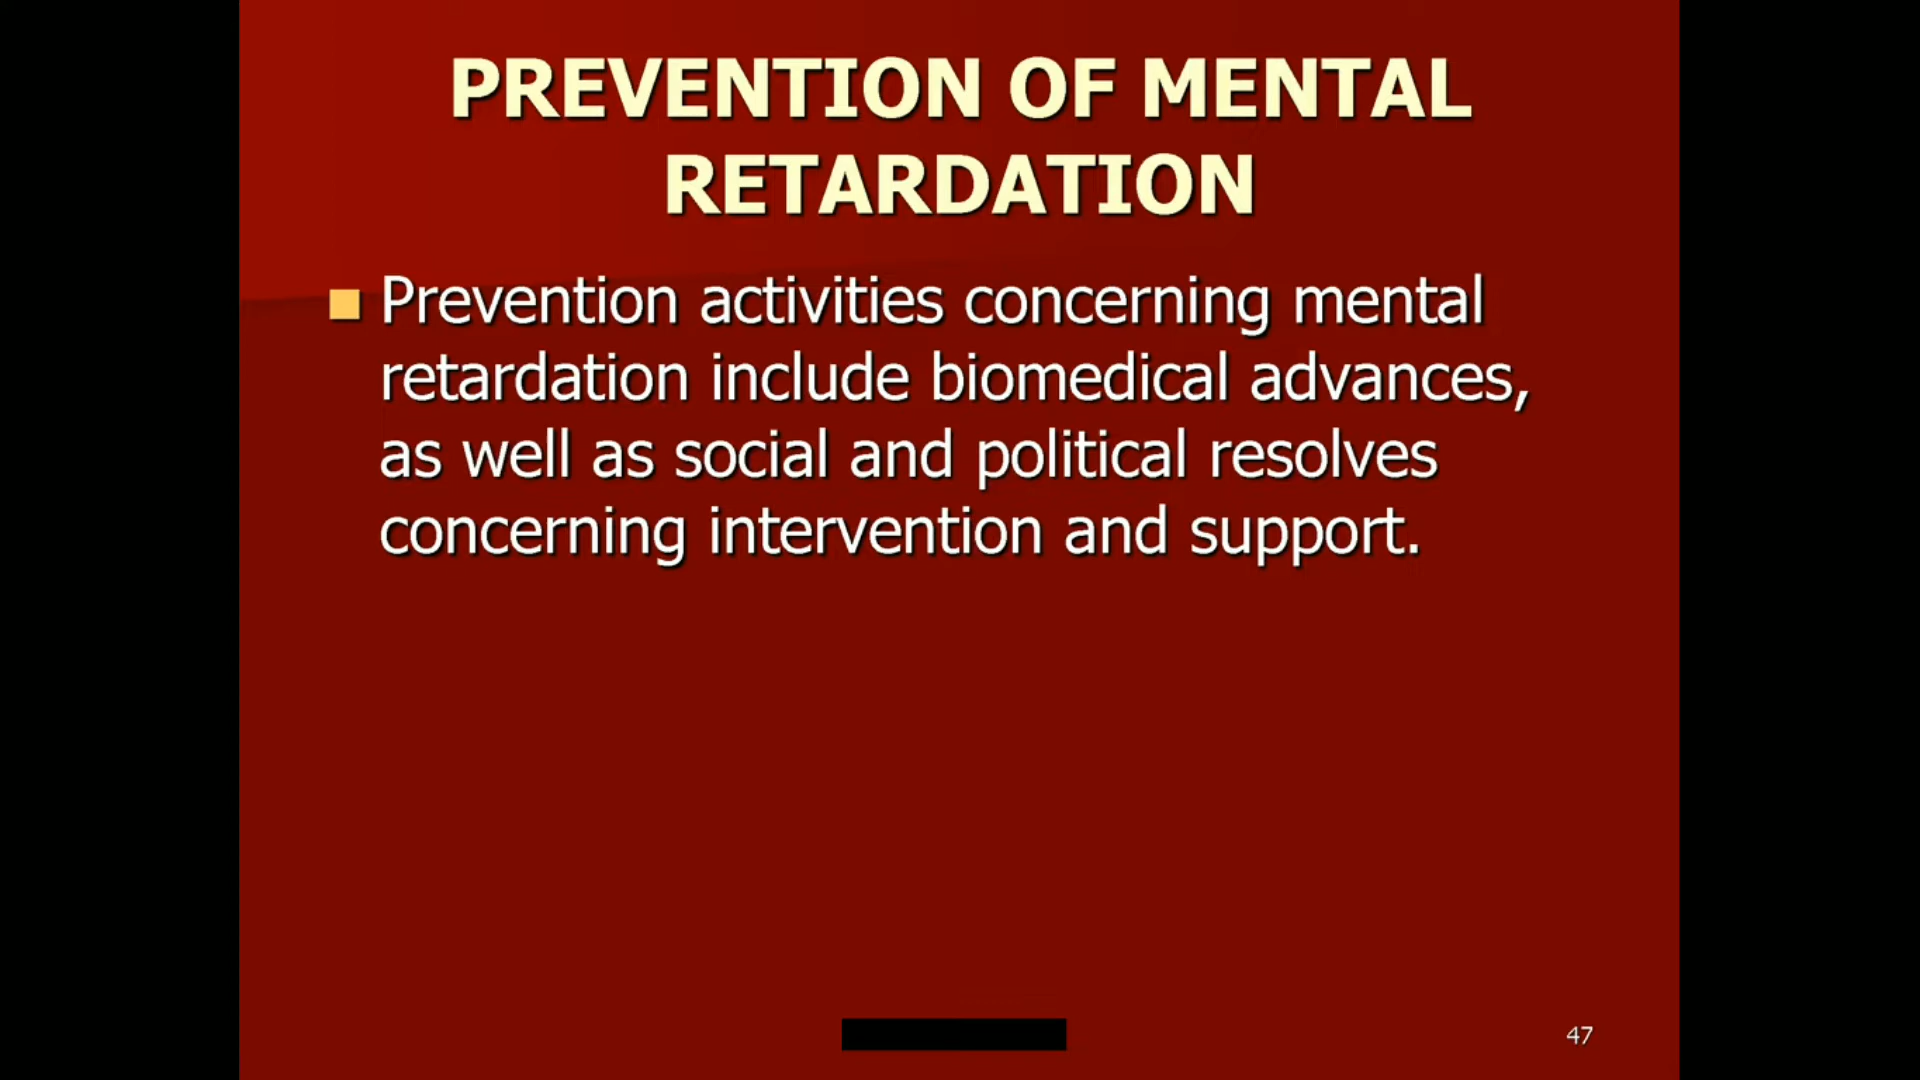 PREVENTION OF MENTAL
RETARDATION
Prevention activities concerning mental
retardation include biomedical advances,
as well as social and political resolves
concerning intervention and support.
47